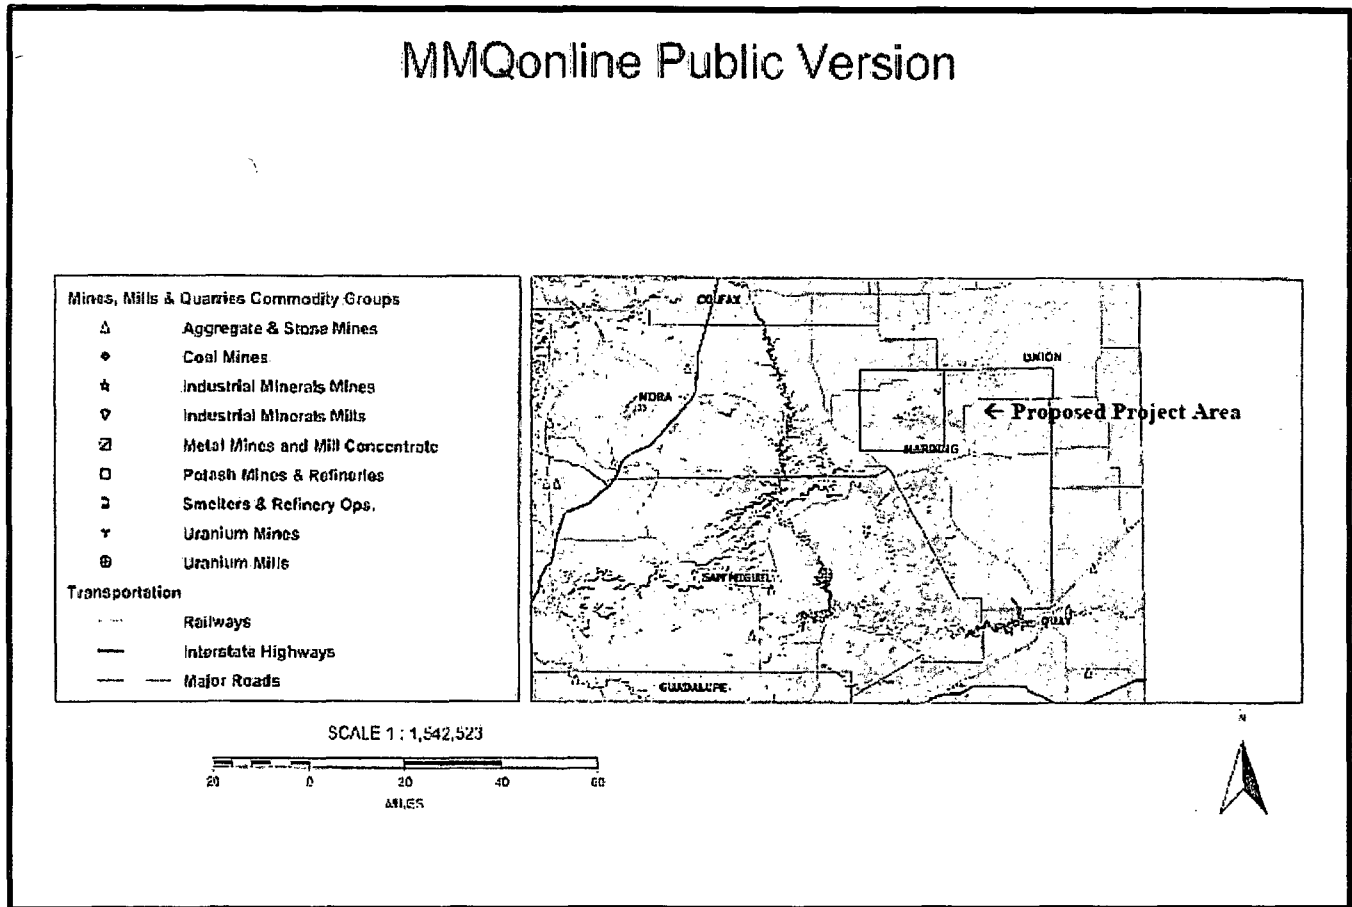 MMQonline Public Version
Mines, Mills & Quarries Commodity Groups
Aggregate & Stone Mines
Coal Mines
Industrial Minerals Mines
Industrial Minerals Mills
Metal Mines and Mill Concentrate
Potash Mines & Refineries
Smelters & Refinery Ops.
Uranium Mines
Uranium Mills
Transportation
Railways
Interstate Highways
Major Roads
COLFAX
UNION
MORA
← Proposed Project Area
HARDING
SAN MIGUEL
QUAY
GUADALUPE
SCALE 1 : 1,542,523
20 0 20 40 60
MILES
N